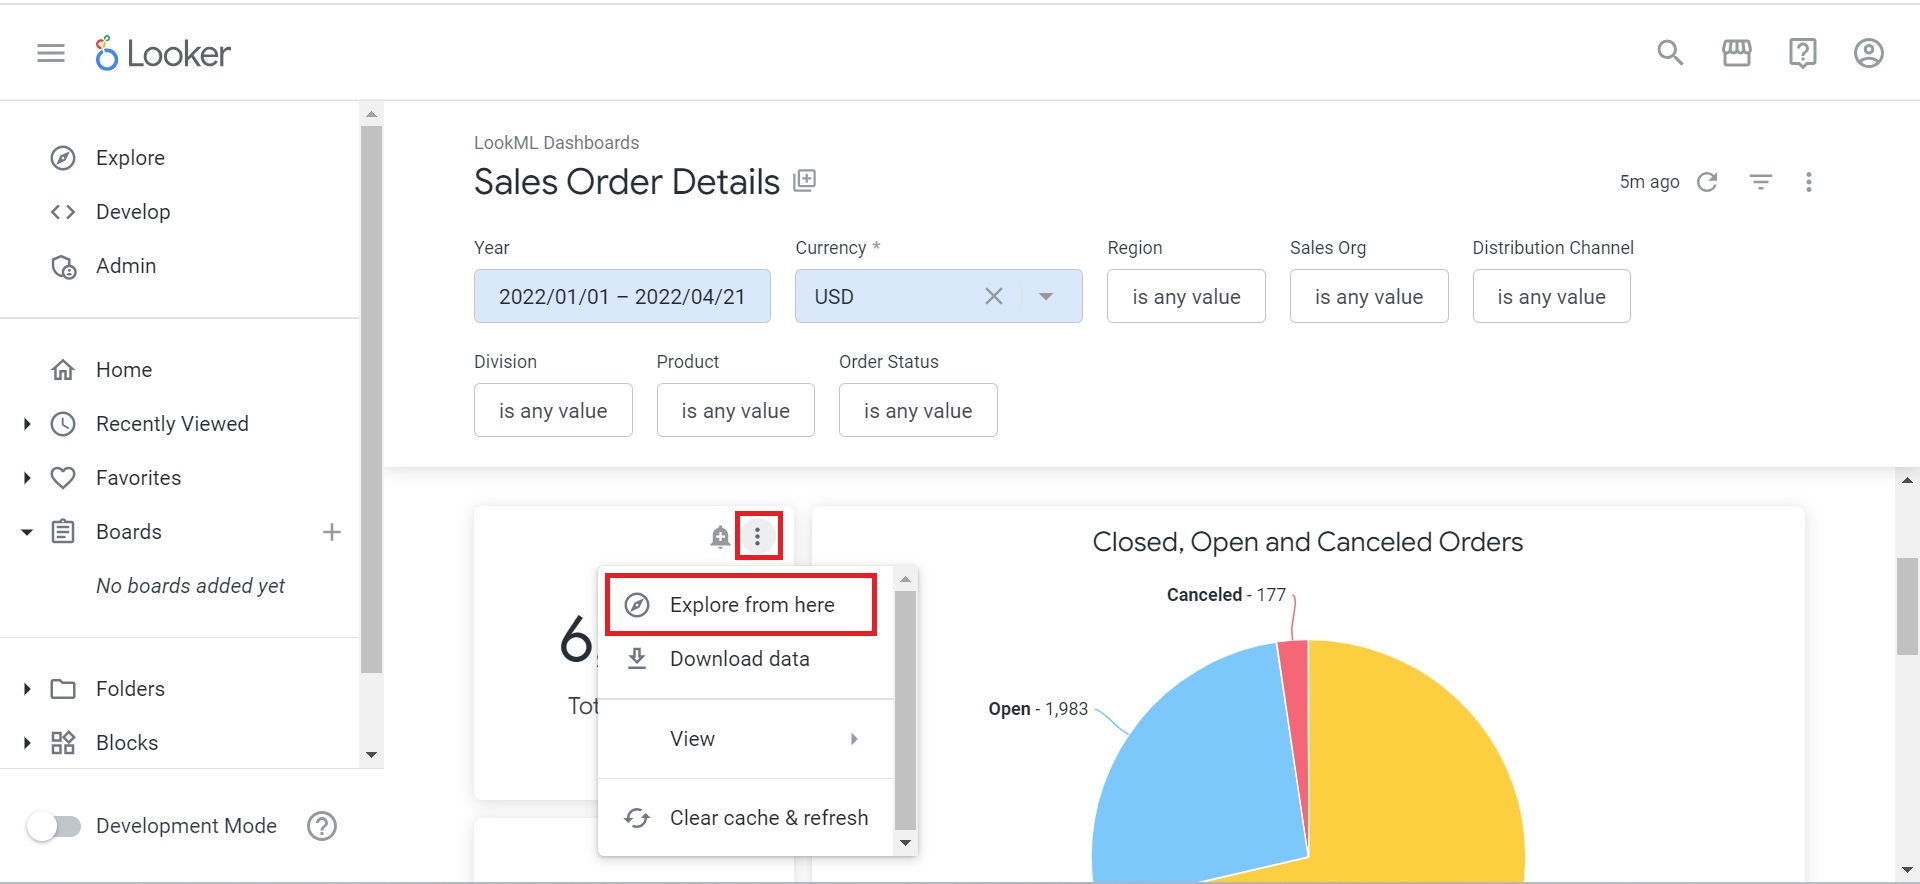 Looker
Explore
Develop
Admin
Home
Recently Viewed
Favorites
Boards
No boards added yet
Folders
Blocks
Development Mode
LookML Dashboards
Sales Order Details
5m ago
Year
Currency *
Region
Sales Org
Distribution Channel
2022/01/01 – 2022/04/21
USD
is any value
is any value
is any value
Division
Product
Order Status
is any value
is any value
is any value
6,
Tot
Explore from here
Download data
View
Clear cache & refresh
Closed, Open and Canceled Orders
Canceled - 177
Open - 1,983